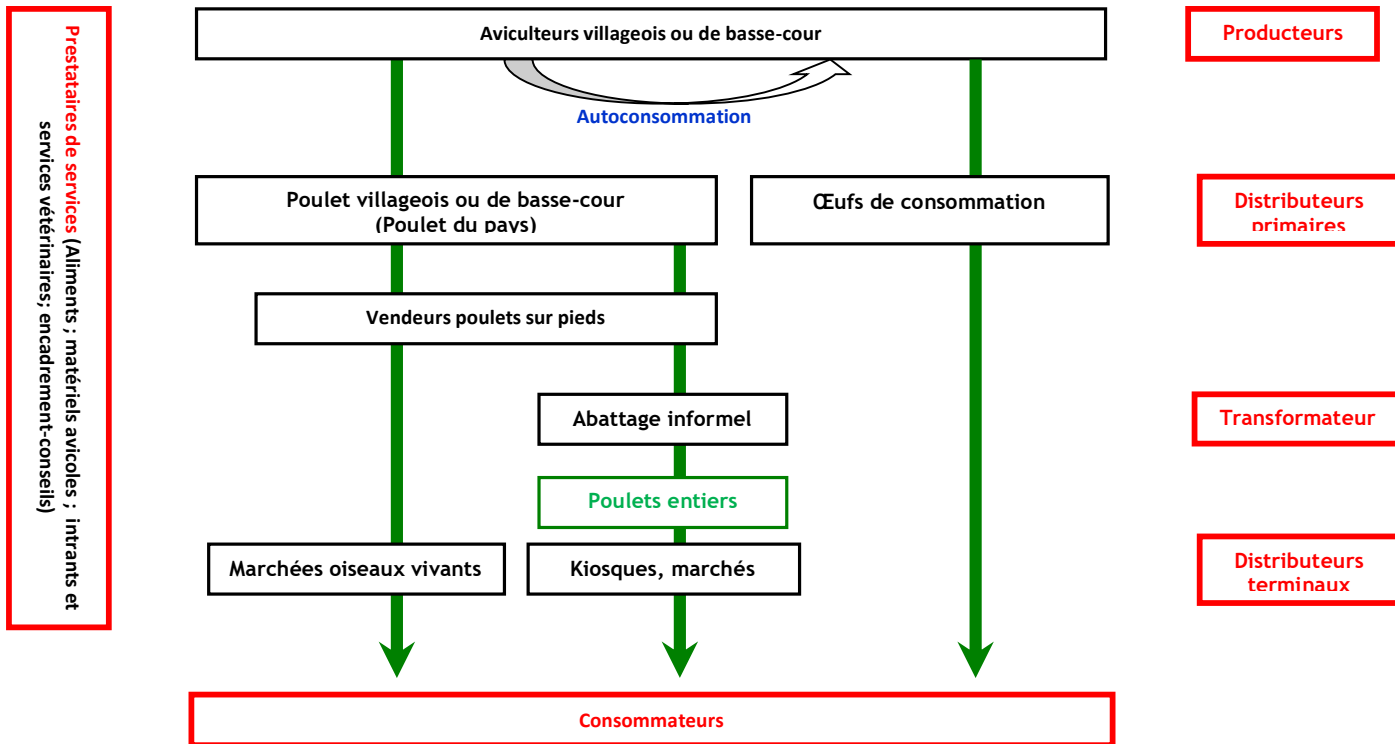 Prestataires de services (Aliments ; matériels avicoles ; intrants et
services vétérinaires; encadrement-conseils)
Aviculteurs villageois ou de basse-cour
Producteurs
Autoconsommation
Poulet villageois ou de basse-cour
(Poulet du pays)
Œufs de consommation
Distributeurs
primaires
Vendeurs poulets sur pieds
Abattage informel
Transformateur
Poulets entiers
Marchées oiseaux vivants
Kiosques, marchés
Distributeurs
terminaux
Consommateurs